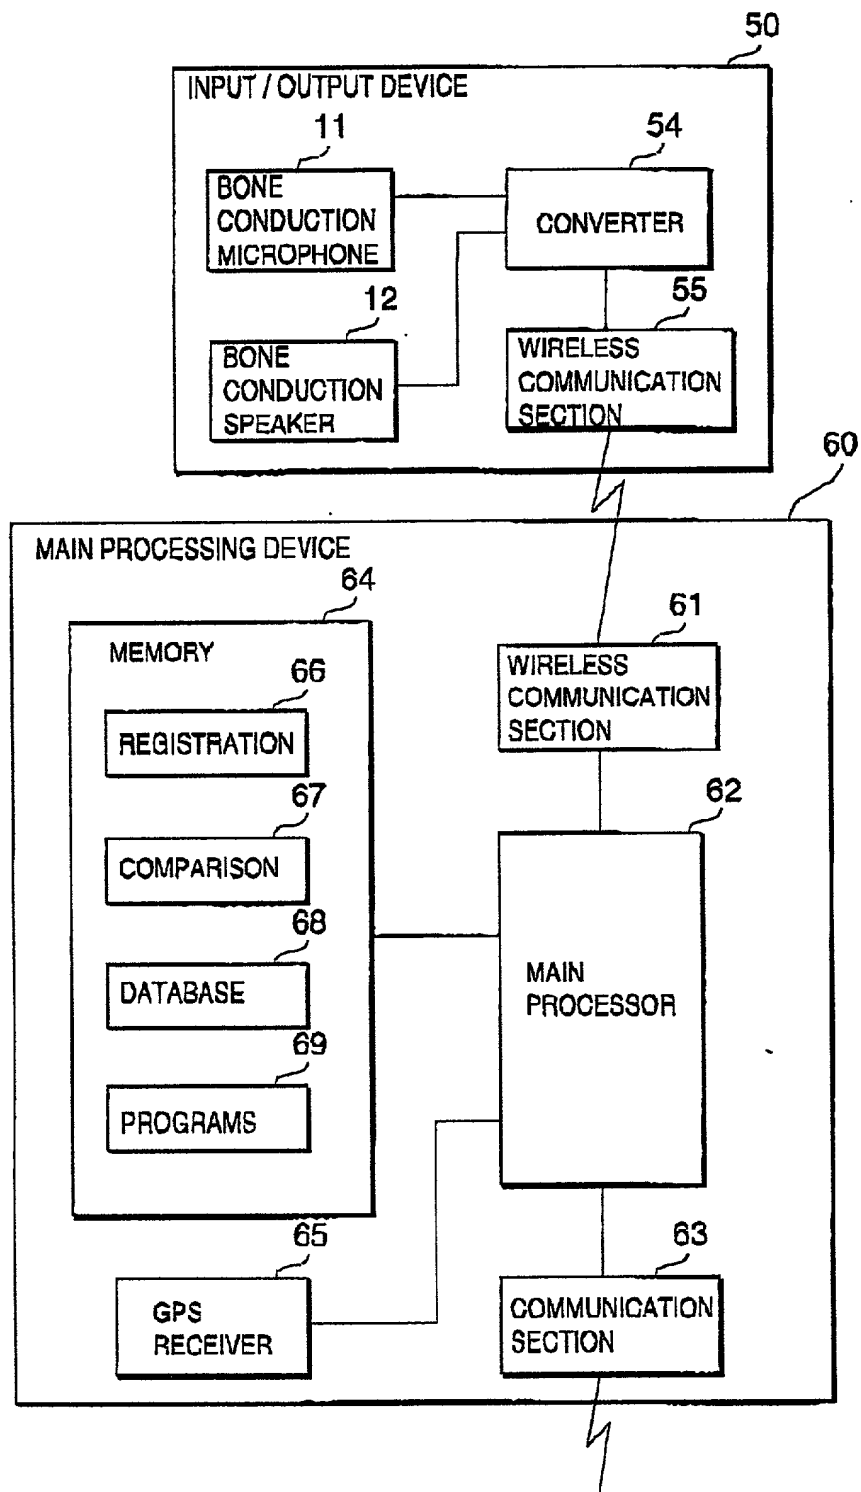 50
INPUT / OUTPUT DEVICE
11
BONE
CONDUCTION
MICROPHONE
54
CONVERTER
12
BONE
CONDUCTION
SPEAKER
55
WIRELESS
COMMUNICATION
SECTION
60
MAIN PROCESSING DEVICE
64
MEMORY
66
REGISTRATION
67
COMPARISON
68
DATABASE
69
PROGRAMS
61
WIRELESS
COMMUNICATION
SECTION
62
MAIN
PROCESSOR
65
GPS
RECEIVER
63
COMMUNICATION
SECTION